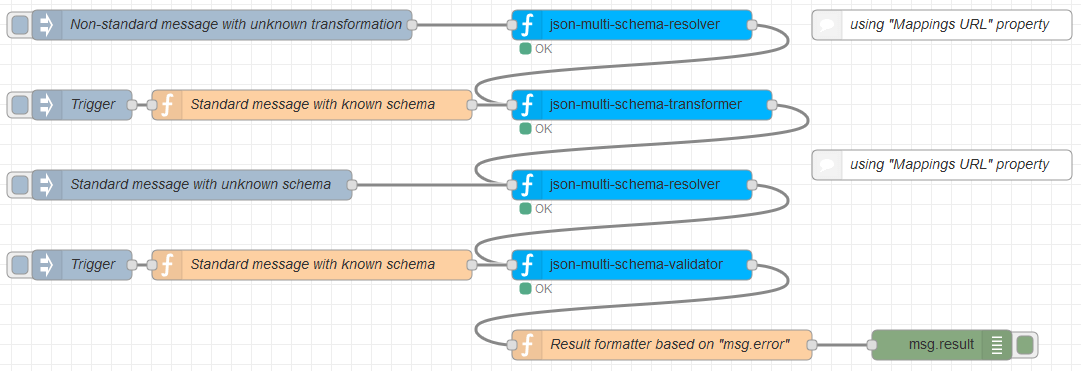 Non-standard message with unknown transformation
json-multi-schema-resolver
using "Mappings URL" property
OK
Trigger
Standard message with known schema
json-multi-schema-transformer
OK
using "Mappings URL" property
Standard message with unknown schema
json-multi-schema-resolver
OK
Trigger
Standard message with known schema
json-multi-schema-validator
OK
Result formatter based on "msg.error"
msg.result